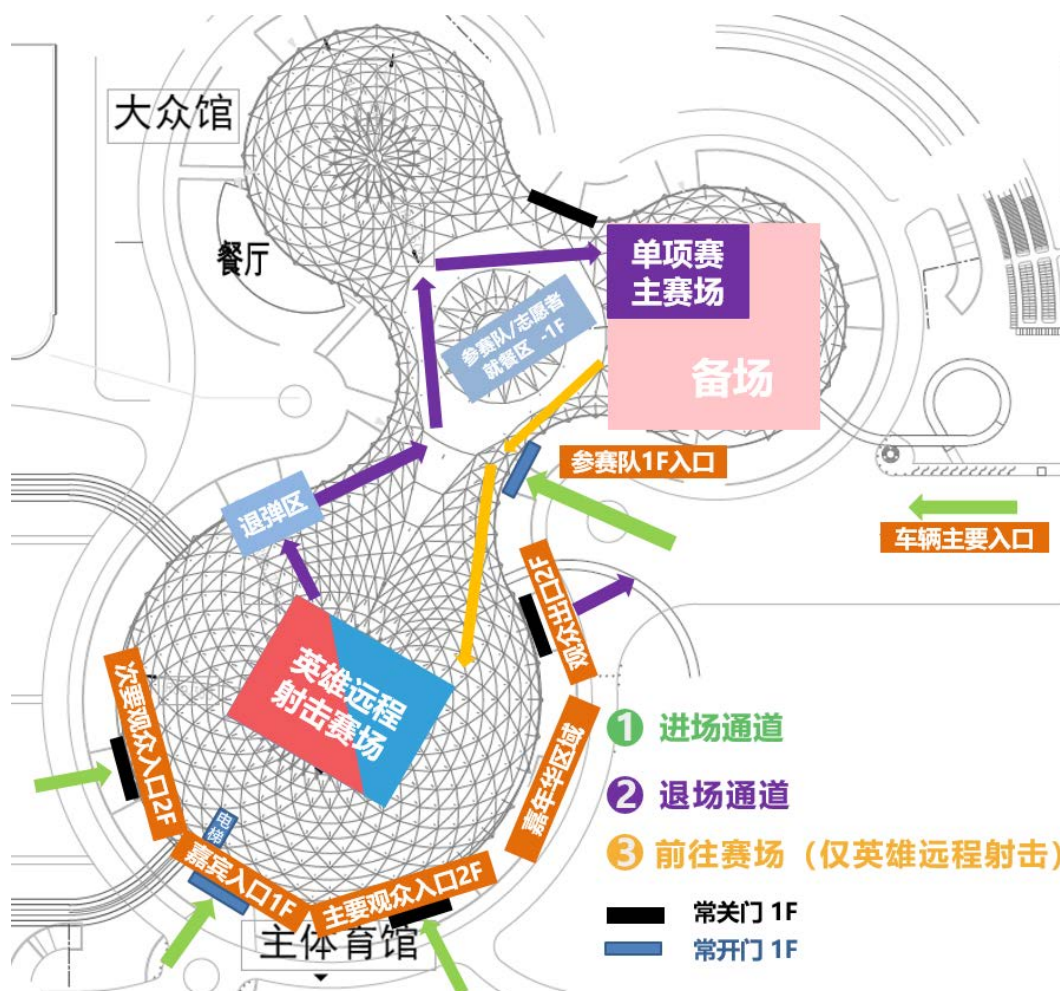 大众馆
餐厅
单项赛
主赛场
参赛队/志愿者
就餐区 -1F
备场
参赛队1F入口
车辆主要入口
退弹区
观众出口2F
英雄远程
射击赛场
次要观众入口2F
嘉年华区域
电梯
嘉宾入口1F
主要观众入口2F
主体育馆
1 进场通道
2 退场通道
3 前往赛场（仅英雄远程射击）
常关门 1F
常开门 1F